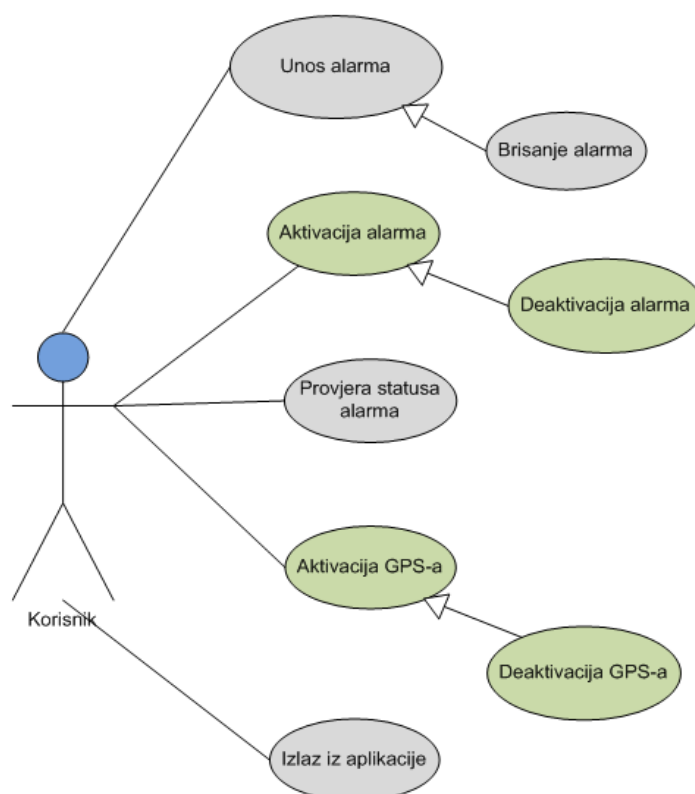 Unos alarma
Brisanje alarma
Aktivacija alarma
Deaktivacija alarma
Provjera statusa
alarma
Aktivacija GPS-a
Korisnik
Deaktivacija GPS-a
Izlaz iz aplikacije